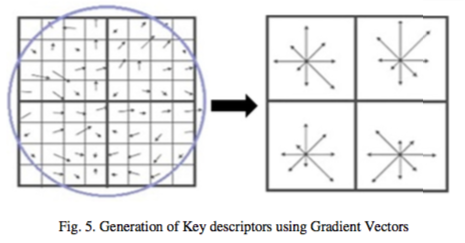 Fig. 5. Generation of Key descriptors using Gradient Vectors